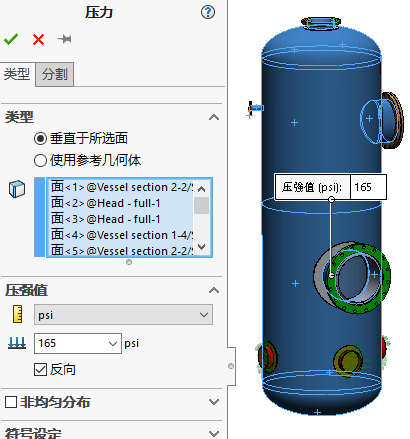 压力
类型
分割
类型
垂直于所选面
使用参考几何体
面<1>@Vessel section 2-2/
面<2>@Head - full-1
面<3>@Head - full-1
面<4>@Vessel section 1-4/
面<5>@Vessel section 2-2/
压强值
psi
165 psi
反向
非均匀分布
符号设定
压强值 (psi): 165